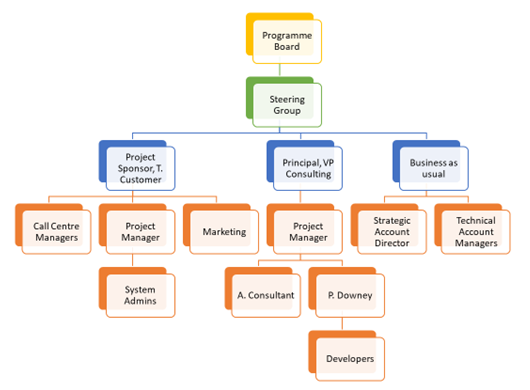 Programme
Board
Steering
Group
Project
Sponsor, T.
Customer
Principal, VP
Consulting
Business as
usual
Call Centre
Managers
Project
Manager
Marketing
Project
Manager
Strategic
Account
Director
Technical
Account
Managers
System
Admins
A. Consultant
P. Downey
Developers